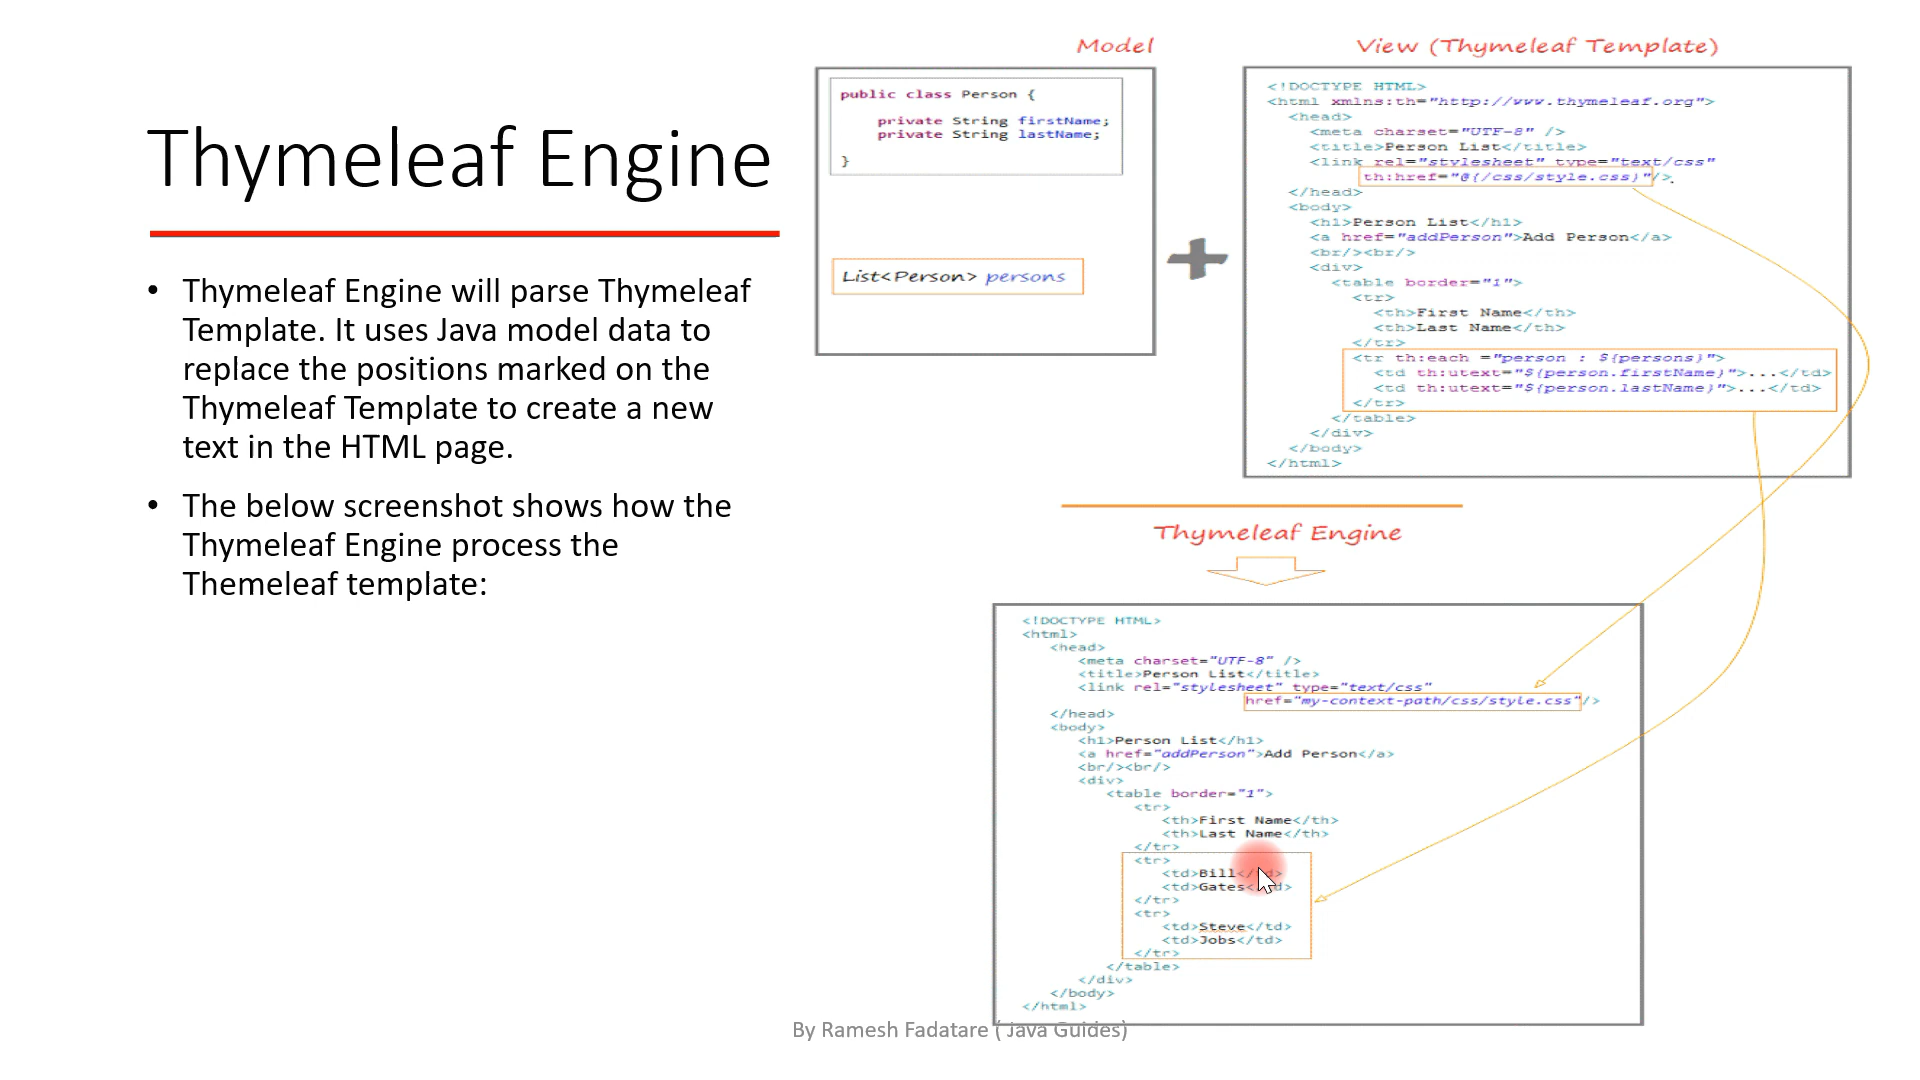 Thymeleaf Engine
• Thymeleaf Engine will parse Thymeleaf
Template. It uses Java model data to
replace the positions marked on the
Thymeleaf Template to create a new
text in the HTML page.
• The below screenshot shows how the
Thymeleaf Engine process the
Themeleaf template:
Model
public class Person {
private String firstName;
private String lastName;
}
List<Person> persons
View (Thymeleaf Template)
<!DOCTYPE HTML>
<html xmlns:th="http://www.thymeleaf.org">
<head>
<meta charset="UTF-8" />
<title>Person List</title>
<link rel="stylesheet" type="text/css"
th:href="@{/css/style.css}"/>
</head>
<body>
<h1>Person List</h1>
<a href="addPerson">Add Person</a>
<br/><br/>
<div>
<table border="1">
<tr>
<th>First Name</th>
<th>Last Name</th>
</tr>
<tr th:each ="person : ${persons}">
<td th:utext="${person.firstName}">...</td>
<td th:utext="${person.lastName}">...</td>
</tr>
</table>
</div>
</body>
</html>
Thymeleaf Engine
<!DOCTYPE HTML>
<html>
<head>
<meta charset="UTF-8" />
<title>Person List</title>
<link rel="stylesheet" type="text/css"
href="my-context-path/css/style.css"/>
</head>
<body>
<h1>Person List</h1>
<a href="addPerson">Add Person</a>
<br/><br/>
<div>
<table border="1">
<tr>
<th>First Name</th>
<th>Last Name</th>
</tr>
<tr>
<td>Bill</td>
<td>Gates</td>
</tr>
<tr>
<td>Steve</td>
<td>Jobs</td>
</tr>
</table>
</div>
</body>
</html>
By Ramesh Fadatare ( Java Guides)